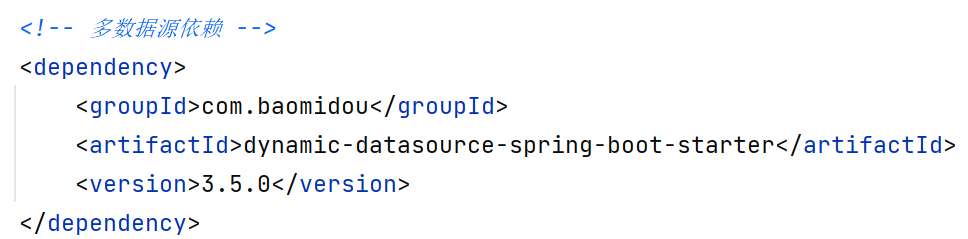 <!-- 多数据源依赖 -->
<dependency>
    <groupId>com.baomidou</groupId>
    <artifactId>dynamic-datasource-spring-boot-starter</artifactId>
    <version>3.5.0</version>
</dependency>